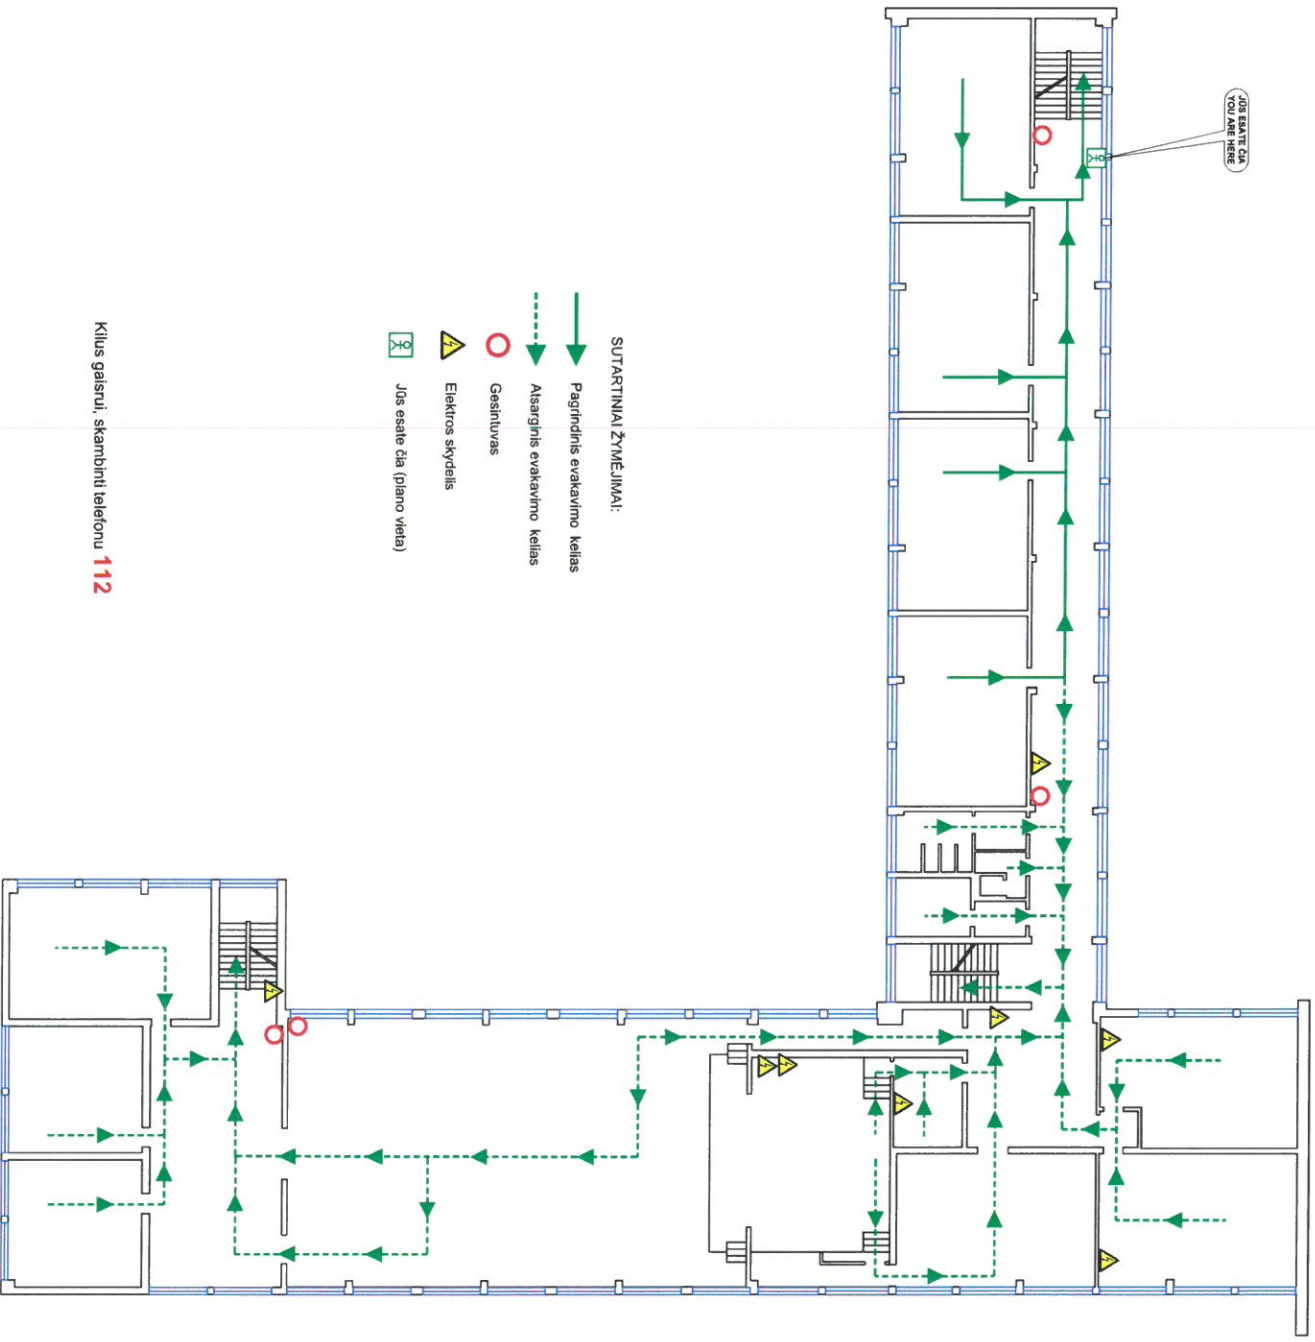 JŪS ESATE ČIA
YOU ARE HERE
SUTARTINIAI ŽYMĖJIMAI:
Pagrindinis evakavimo kelias
Atsarginis evakavimo kelias
Gesintuvas
Elektros skydelis
Jūs esate čia (plano vieta)
Kilus gaisrui, skambinti telefonu 112